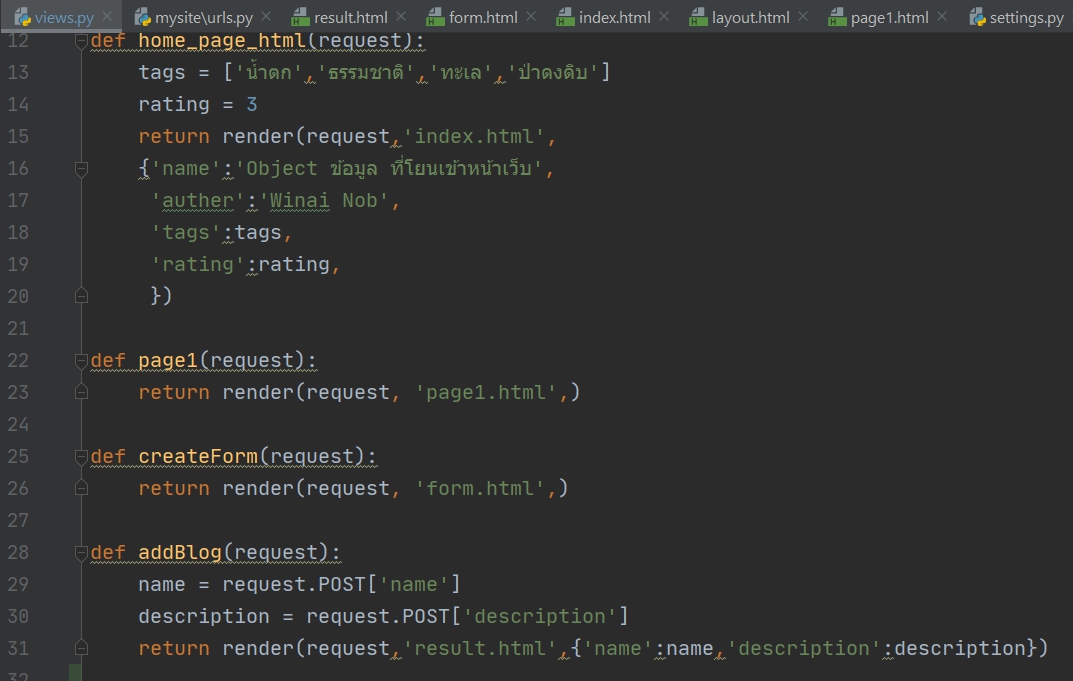 views.py mysite\urls.py result.html form.html index.html layout.html page1.html settings.py
12 def home_page_html(request):
13 tags = ['น้ำตก','ธรรมชาติ','ทะเล','ป่าดงดิบ']
14 rating = 3
15 return render(request,'index.html',
16 {'name':'Object ข้อมูล ที่โยนเข้าหน้าเว็บ',
17 'auther':'Winai Nob',
18 'tags':tags,
19 'rating':rating,
20 })
21
22 def page1(request):
23 return render(request, 'page1.html',)
24
25 def createForm(request):
26 return render(request, 'form.html',)
27
28 def addBlog(request):
29 name = request.POST['name']
30 description = request.POST['description']
31 return render(request,'result.html',{'name':name,'description':description})
32